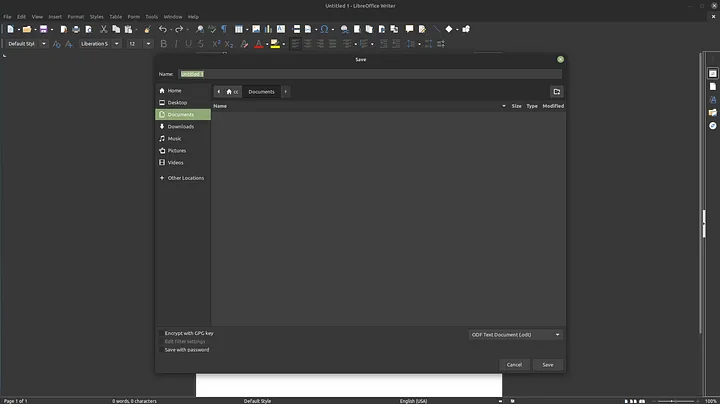 Untitled 1 - LibreOffice Writer
File Edit View Insert Format Styles Table Form Tools Window Help
Default Styl Liberation S 12
Save
Name: Untitled 1
Home
cc Documents
Name Size Type Modified
Desktop
Documents
Downloads
Music
Pictures
Videos
Other Locations
Encrypt with GPG key
ODF Text Document (.odt)
Edit filter settings
Save with password
Cancel Save
Page 1 of 1 0 words, 0 characters Default Style English (USA) 100%